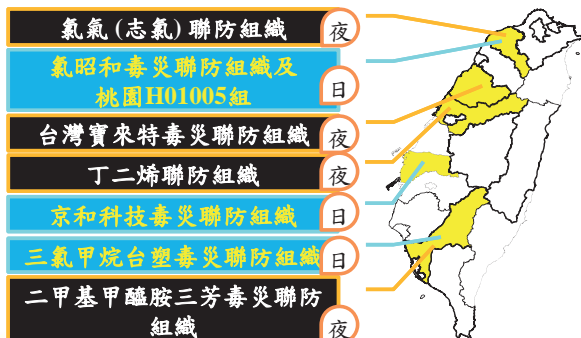 氯氣(志氯)聯防組織
夜
氯昭和毒災聯防組織及
桃園H01005組
日
台灣寶來特毒災聯防組織
夜
丁二烯聯防組織
夜
京和科技毒災聯防組織
日
三氯甲烷台塑毒災聯防組織
日
二甲基甲醯胺三芳毒災聯防
組織
夜